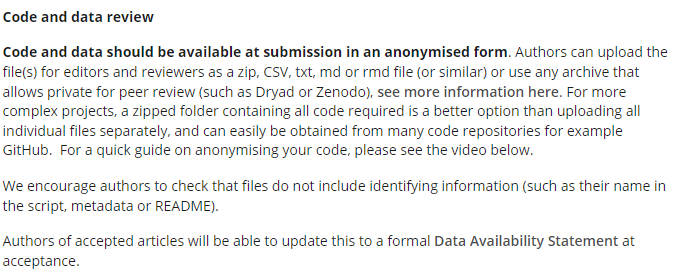 Code and data review
Code and data should be available at submission in an anonymised form. Authors can upload the
file(s) for editors and reviewers as a zip, CSV, txt, md or rmd file (or similar) or use any archive that
allows private for peer review (such as Dryad or Zenodo), see more information here. For more
complex projects, a zipped folder containing all code required is a better option than uploading all
individual files separately, and can easily be obtained from many code repositories for example
GitHub.  For a quick guide on anonymising your code, please see the video below.
We encourage authors to check that files do not include identifying information (such as their name in
the script, metadata or README).
Authors of accepted articles will be able to update this to a formal Data Availability Statement at
acceptance.